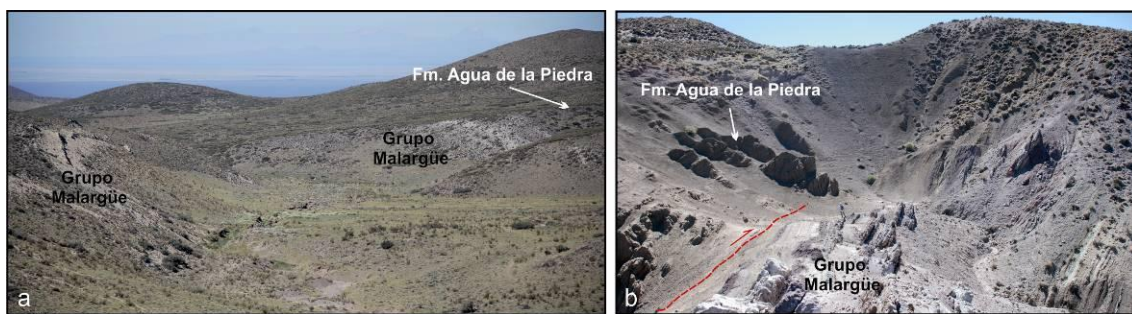 Fm. Agua de la Piedra
Grupo
Malargüe
Grupo
Malargüe
a
Fm. Agua de la Piedra
Grupo
Malargüe
b